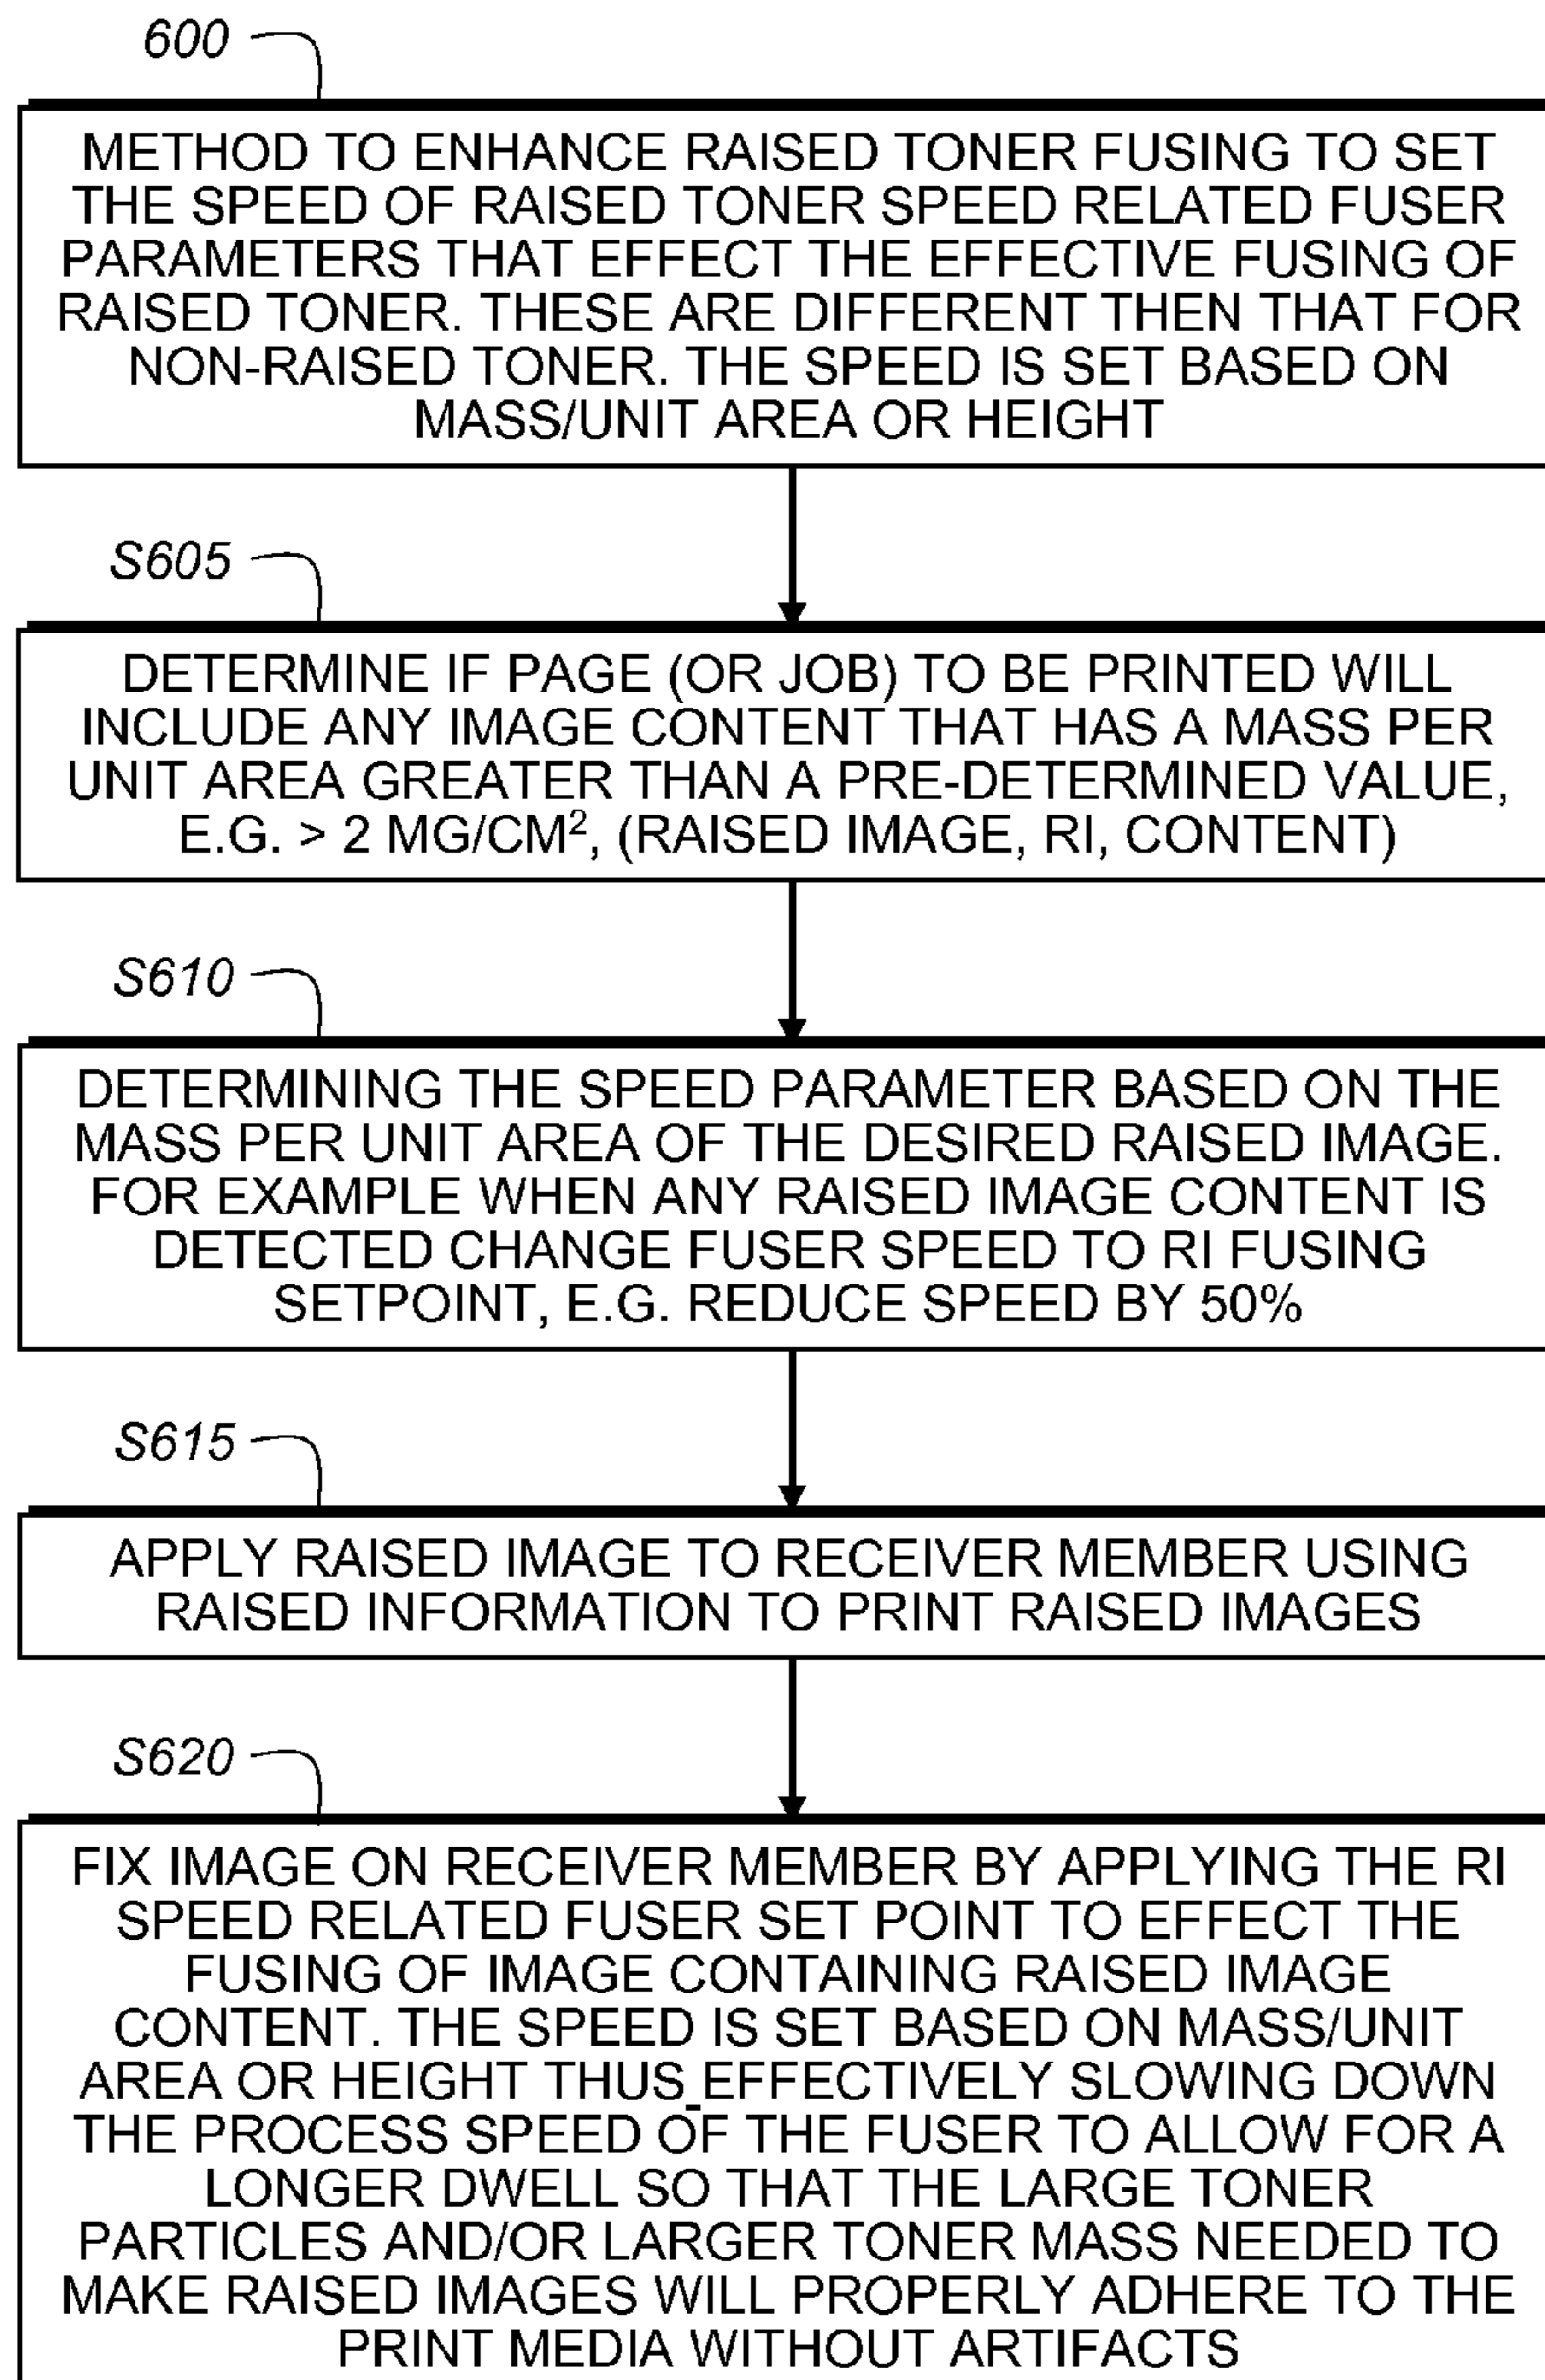 600
METHOD TO ENHANCE RAISED TONER FUSING TO SET
THE SPEED OF RAISED TONER SPEED RELATED FUSER
PARAMETERS THAT EFFECT THE EFFECTIVE FUSING OF
RAISED TONER. THESE ARE DIFFERENT THEN THAT FOR
NON-RAISED TONER. THE SPEED IS SET BASED ON
MASS/UNIT AREA OR HEIGHT
S605
DETERMINE IF PAGE (OR JOB) TO BE PRINTED WILL
INCLUDE ANY IMAGE CONTENT THAT HAS A MASS PER
UNIT AREA GREATER THAN A PRE-DETERMINED VALUE,
E.G. > 2 MG/CM², (RAISED IMAGE, RI, CONTENT)
S610
DETERMINING THE SPEED PARAMETER BASED ON THE
MASS PER UNIT AREA OF THE DESIRED RAISED IMAGE.
FOR EXAMPLE WHEN ANY RAISED IMAGE CONTENT IS
DETECTED CHANGE FUSER SPEED TO RI FUSING
SETPOINT, E.G. REDUCE SPEED BY 50%
S615
APPLY RAISED IMAGE TO RECEIVER MEMBER USING
RAISED INFORMATION TO PRINT RAISED IMAGES
S620
FIX IMAGE ON RECEIVER MEMBER BY APPLYING THE RI
SPEED RELATED FUSER SET POINT TO EFFECT THE
FUSING OF IMAGE CONTAINING RAISED IMAGE
CONTENT. THE SPEED IS SET BASED ON MASS/UNIT
AREA OR HEIGHT THUS EFFECTIVELY SLOWING DOWN
THE PROCESS SPEED OF THE FUSER TO ALLOW FOR A
LONGER DWELL SO THAT THE LARGE TONER
PARTICLES AND/OR LARGER TONER MASS NEEDED TO
MAKE RAISED IMAGES WILL PROPERLY ADHERE TO THE
PRINT MEDIA WITHOUT ARTIFACTS